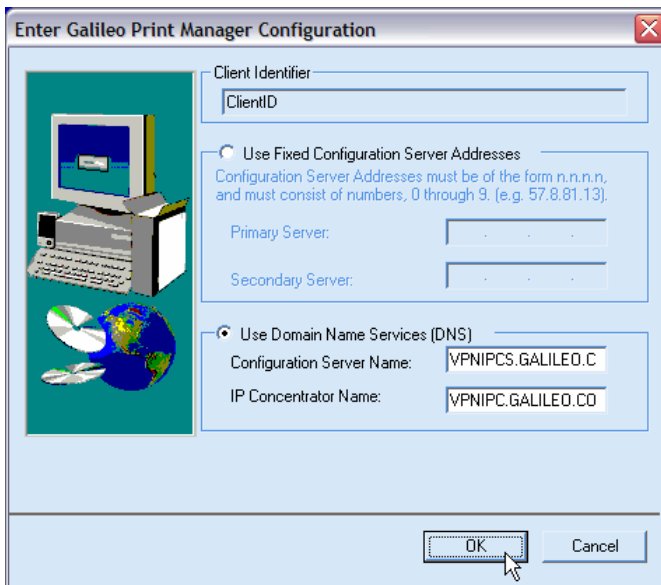 Enter Galileo Print Manager Configuration
Client Identifier
ClientID
Use Fixed Configuration Server Addresses
Configuration Server Addresses must be of the form n.n.n.n,
and must consist of numbers, 0 through 9. (e.g. 57.8.81.13).
Primary Server:
. . .
Secondary Server:
. . .
Use Domain Name Services (DNS)
Configuration Server Name: VPNIPCS.GALILEO.C
IP Concentrator Name: VPNIPC.GALILEO.CO
OK Cancel